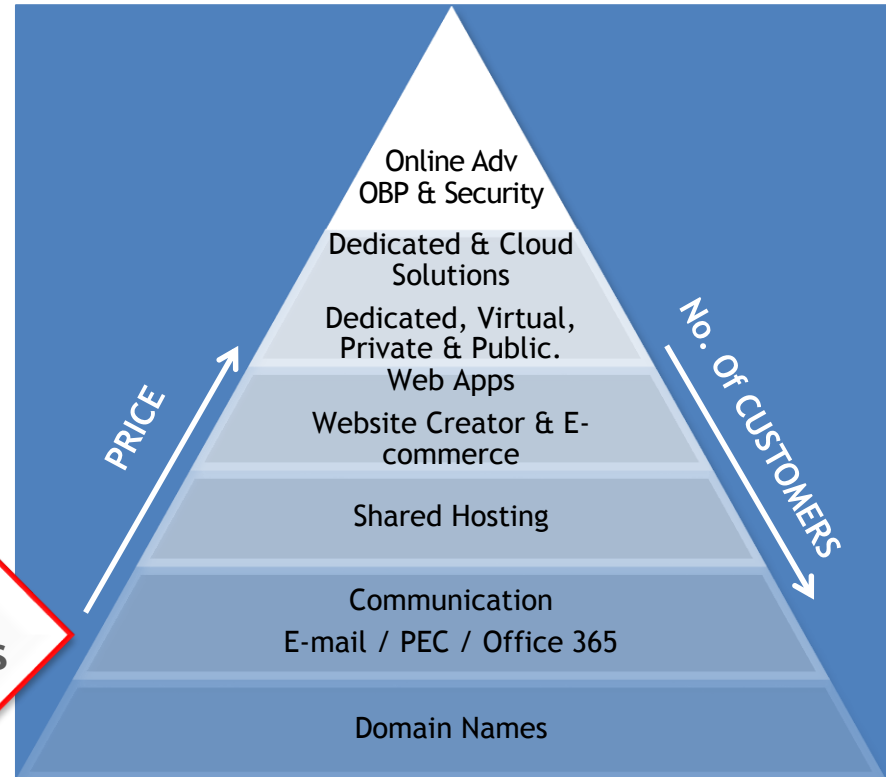 Online Adv
OBP & Security
Dedicated & Cloud
Solutions
Dedicated, Virtual,
Private & Public.
Web Apps
Website Creator & E-
commerce
Shared Hosting
Communication
E-mail / PEC / Office 365
Domain Names
PRICE
No. Of CUSTOMERS